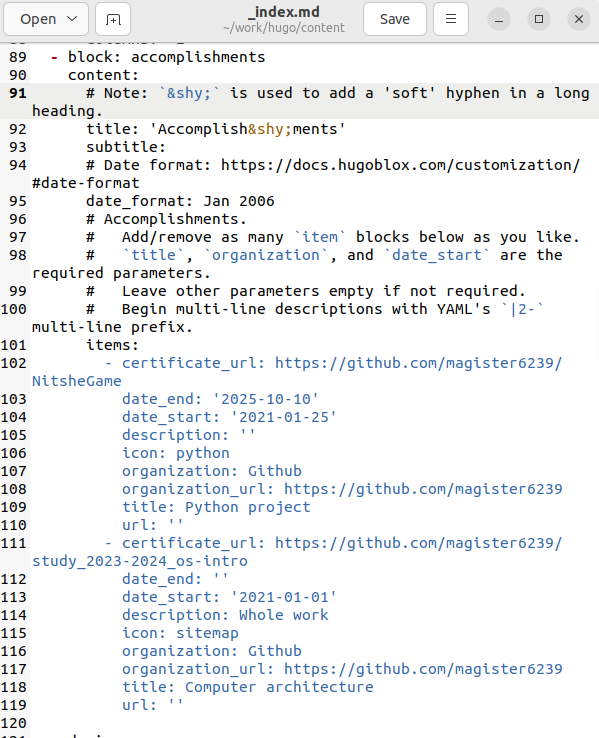 Open
_index.md
~/work/hugo/content
Save
89 - block: accomplishments
90 content:
91 # Note: `&shy;` is used to add a 'soft' hyphen in a long
heading.
92 title: 'Accomplish&shy;ments'
93 subtitle:
94 # Date format: https://docs.hugoblox.com/customization/
#date-format
95 date_format: Jan 2006
96 # Accomplishments.
97 #   Add/remove as many `item` blocks below as you like.
98 #   `title`, `organization`, and `date_start` are the
required parameters.
99 #   Leave other parameters empty if not required.
100 #   Begin multi-line descriptions with YAML's `|2-`
multi-line prefix.
101 items:
102 - certificate_url: https://github.com/magister6239/
NitsheGame
103 date_end: '2025-10-10'
104 date_start: '2021-01-25'
105 description: ''
106 icon: python
107 organization: Github
108 organization_url: https://github.com/magister6239
109 title: Python project
110 url: ''
111 - certificate_url: https://github.com/magister6239/
study_2023-2024_os-intro
112 date_end: ''
113 date_start: '2021-01-01'
114 description: Whole work
115 icon: sitemap
116 organization: Github
117 organization_url: https://github.com/magister6239
118 title: Computer architecture
119 url: ''
120